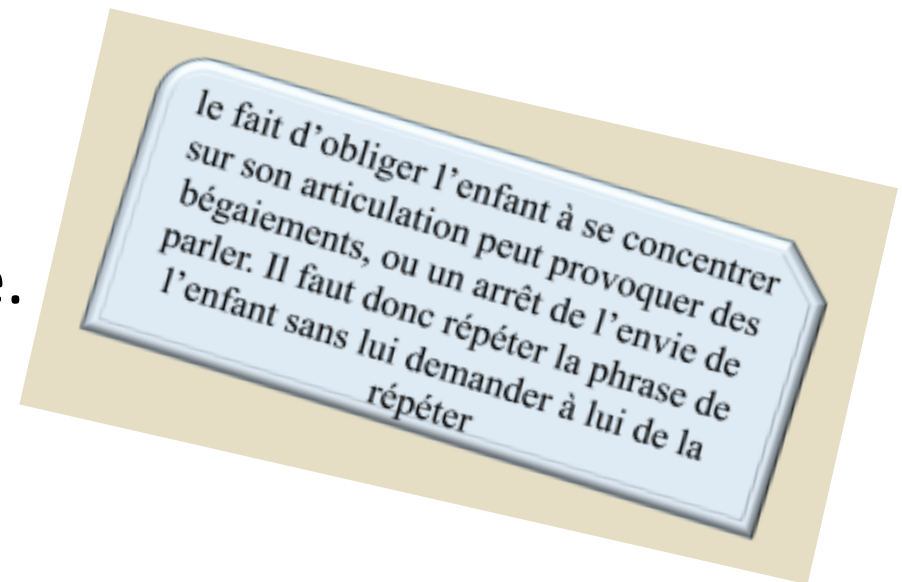 le fait d’obliger l’enfant à se concentrer
sur son articulation peut provoquer des
bégaiements, ou un arrêt de l’envie de
parler. Il faut donc répéter la phrase de
l’enfant sans lui demander à lui de la
répéter
e.